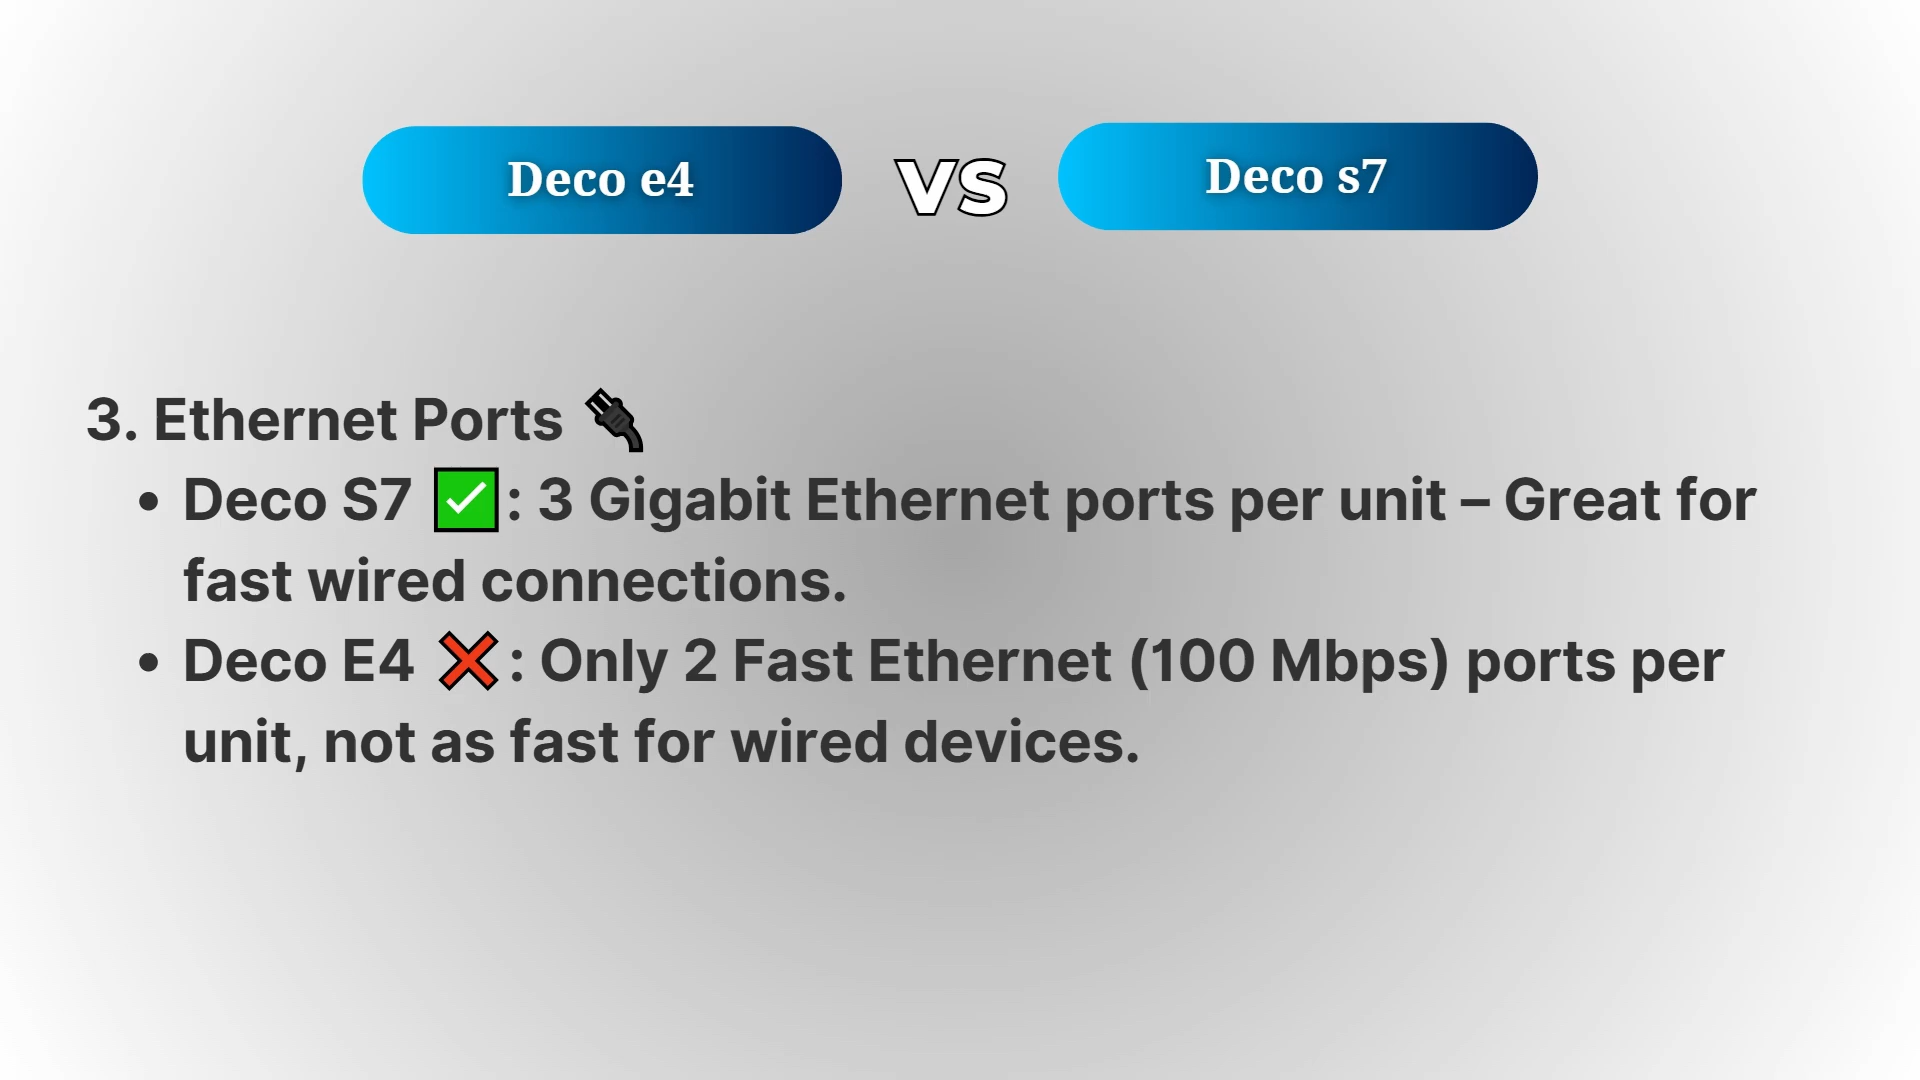 Deco e4
VS
Deco s7
3. Ethernet Ports 🔌
• Deco S7 ✅: 3 Gigabit Ethernet ports per unit – Great for
fast wired connections.
• Deco E4 ❌: Only 2 Fast Ethernet (100 Mbps) ports per
unit, not as fast for wired devices.